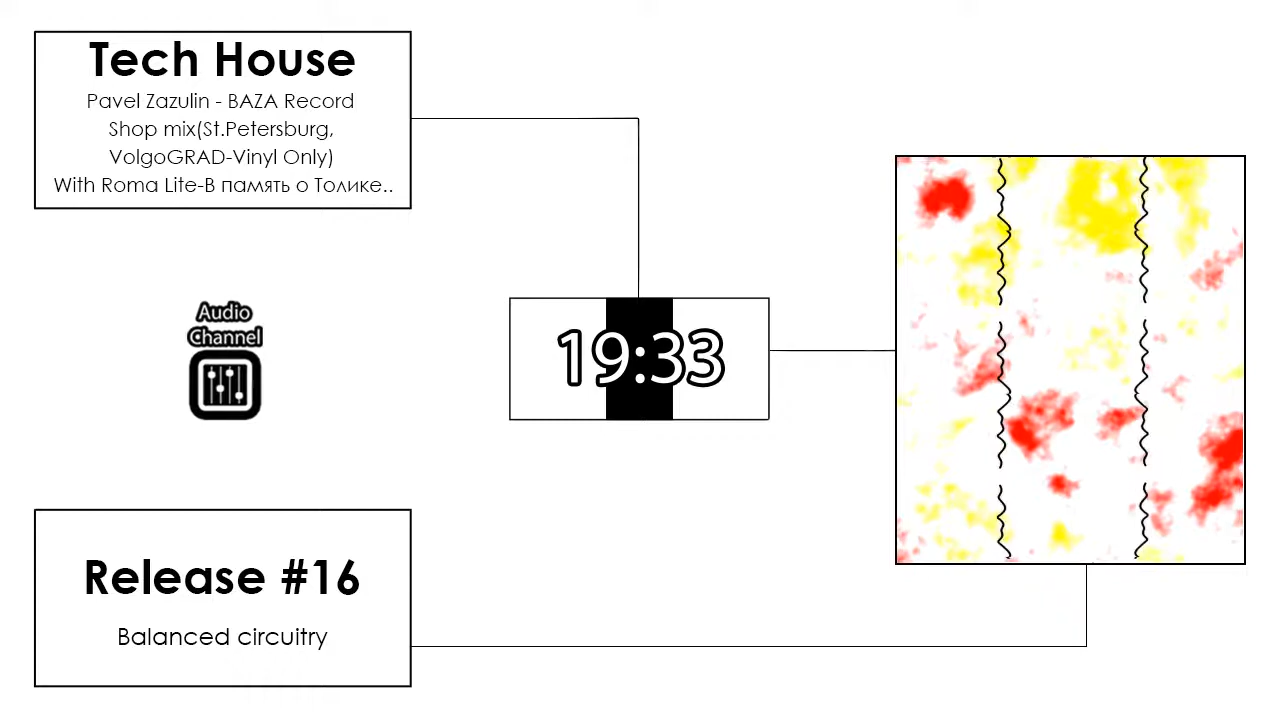 Tech House
Pavel Zazulin - BAZA Record
Shop mix(St.Petersburg,
VolgoGRAD-Vinyl Only)
With Roma Lite-В память о Толике..
Audio
Channel
19:33
Release #16
Balanced circuitry